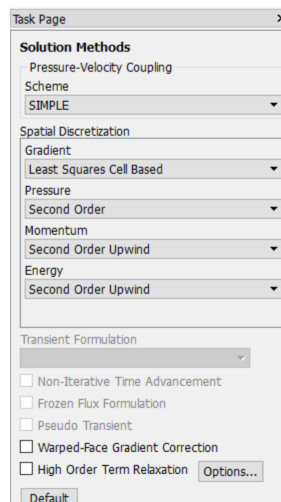 Task Page
Solution Methods
Pressure-Velocity Coupling
Scheme
SIMPLE
Spatial Discretization
Gradient
Least Squares Cell Based
Pressure
Second Order
Momentum
Second Order Upwind
Energy
Second Order Upwind
Transient Formulation
Non-Iterative Time Advancement
Frozen Flux Formulation
Pseudo Transient
Warped-Face Gradient Correction
High Order Term Relaxation Options...
Default